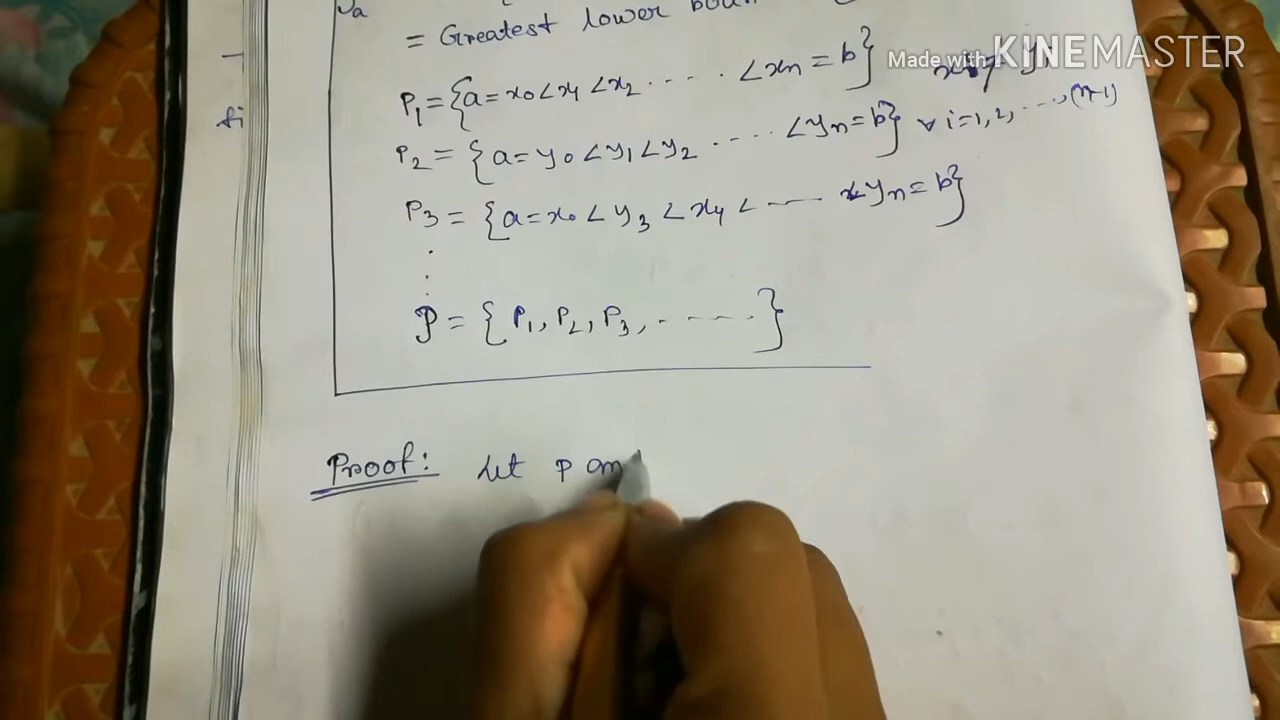 a
= Greatest lower
Made with KINEMASTER
P₁ = {a = x₀ < x₁ < x₂ ..... < xₙ = b}
P₂ = {a = y₀ < y₁ < y₂ ..... < yₙ = b} ∀ i = 1, 2, ...., (n-1)
P₃ = {a = x₀ < y₃ < x₄ < ---- < yₙ = b}
P = {P₁, P₂, P₃, ------}
Proof: Let P